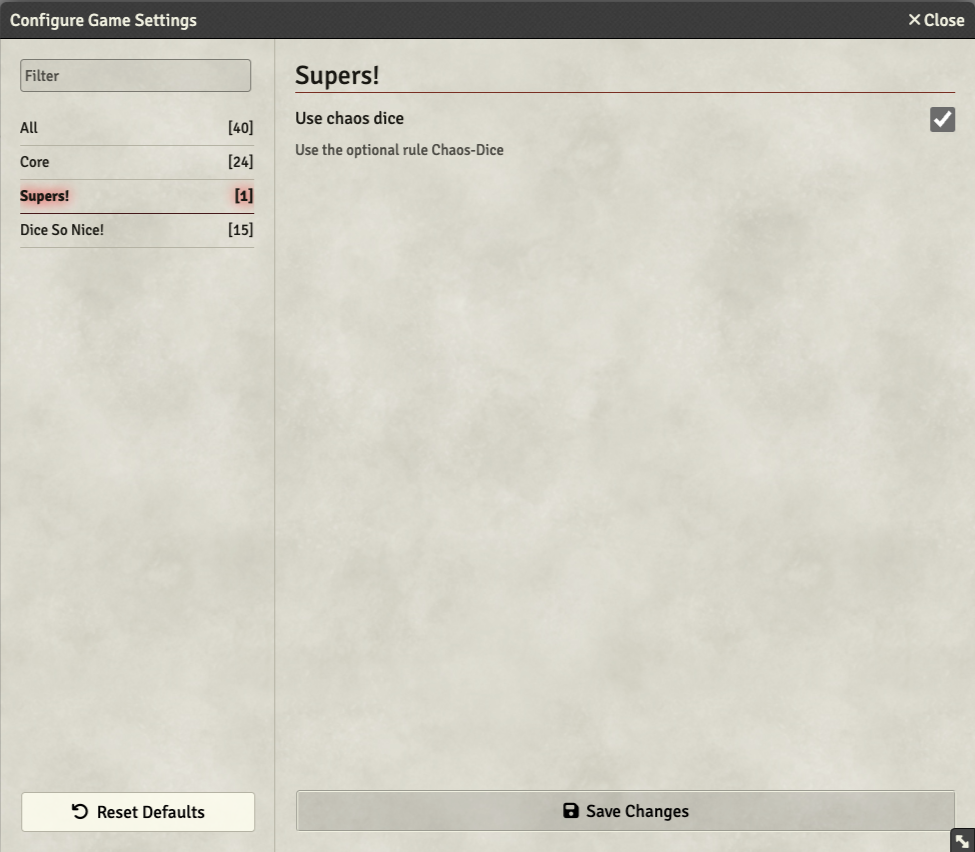 Configure Game Settings
Close
Filter
All [40]
Core [24]
Supers! [1]
Dice So Nice! [15]
Reset Defaults
Supers!
Use chaos dice
Use the optional rule Chaos-Dice
Save Changes